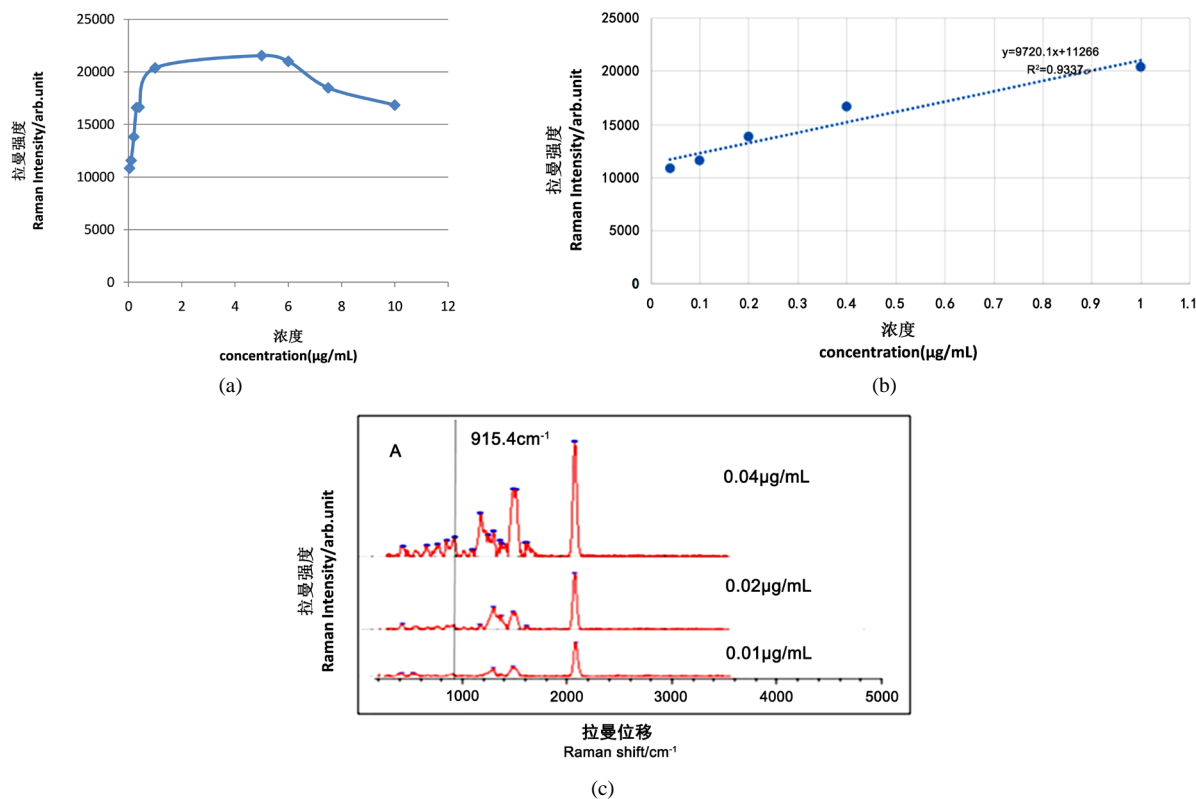 25000
20000
15000
10000
5000
0
拉曼强度
Raman Intensity/arb.unit
0 2 4 6 8 10 12
浓度
concentration(μg/mL)
(a)
25000
20000
15000
10000
5000
0
拉曼强度
Raman Intensity/arb.unit
y=9720.1x+11266
R²=0.9337
0 0.1 0.2 0.3 0.4 0.5 0.6 0.7 0.8 0.9 1 1.1
浓度
concentration(μg/mL)
(b)
A
915.4cm⁻¹
0.04μg/mL
0.02μg/mL
0.01μg/mL
拉曼强度
Raman Intensity/arb.unit
1000 2000 3000 4000 5000
拉曼位移
Raman shift/cm⁻¹
(c)